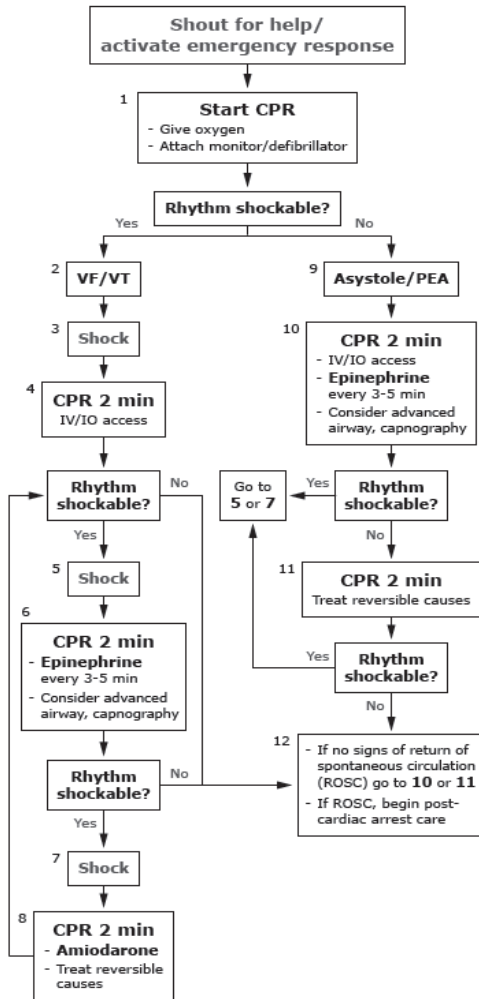 Shout for help/
activate emergency response
1
Start CPR
- Give oxygen
- Attach monitor/defibrillator
Rhythm shockable?
Yes
No
2
VF/VT
3
Shock
4
CPR 2 min
IV/IO access
Rhythm
shockable?
No
Yes
5
Shock
6
CPR 2 min
- Epinephrine
every 3-5 min
- Consider advanced
airway, capnography
Rhythm
shockable?
No
Yes
7
Shock
8
CPR 2 min
- Amiodarone
- Treat reversible
causes
9
Asystole/PEA
10
CPR 2 min
- IV/IO access
- Epinephrine
every 3-5 min
- Consider advanced
airway, capnography
Go to
5 or 7
Yes
Rhythm
shockable?
No
11
CPR 2 min
Treat reversible causes
Yes
Rhythm
shockable?
No
12
- If no signs of return of
spontaneous circulation
(ROSC) go to 10 or 11
- If ROSC, begin post-
cardiac arrest care